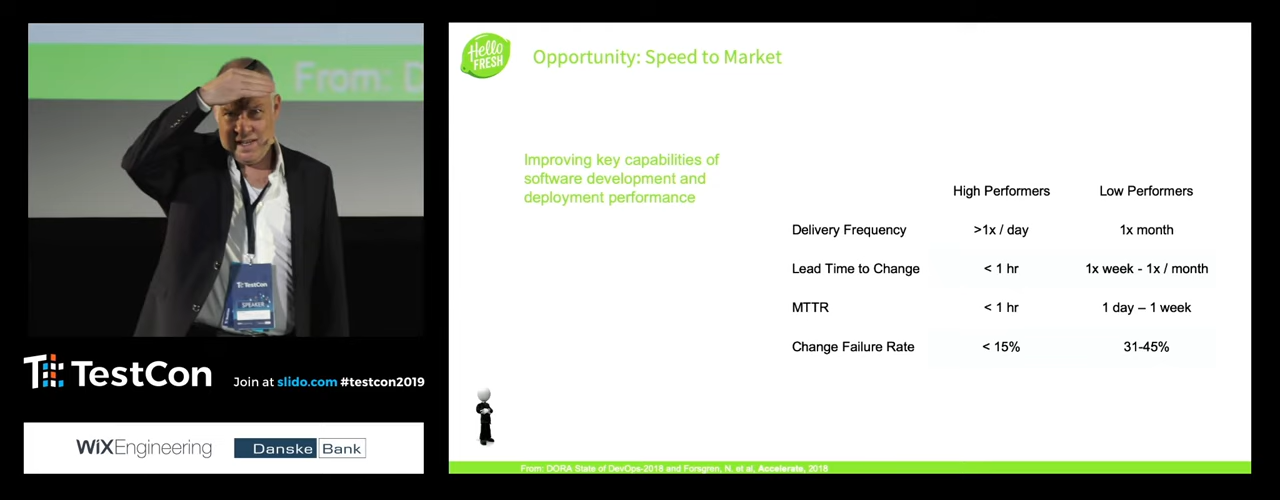 From: D
TestCon
SPEAKER
TestCon
Join at slido.com #testcon2019
WiXEngineering
Danske Bank
Hello
FRESH
Opportunity: Speed to Market
Improving key capabilities of
software development and
deployment performance
High Performers Low Performers
Delivery Frequency >1x / day 1x month
Lead Time to Change < 1 hr 1x week - 1x / month
MTTR < 1 hr 1 day – 1 week
Change Failure Rate < 15% 31-45%
From: DORA State of DevOps-2018 and Forsgren, N. et al, Accelerate, 2018